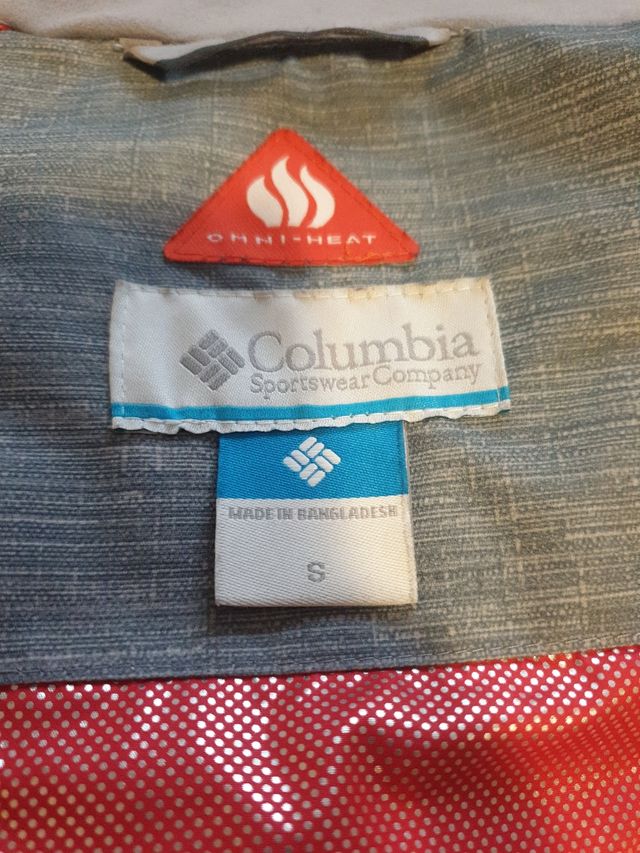 OMNI-HEAT
Columbia
Sportswear Company
MADE IN BANGLADESH
S